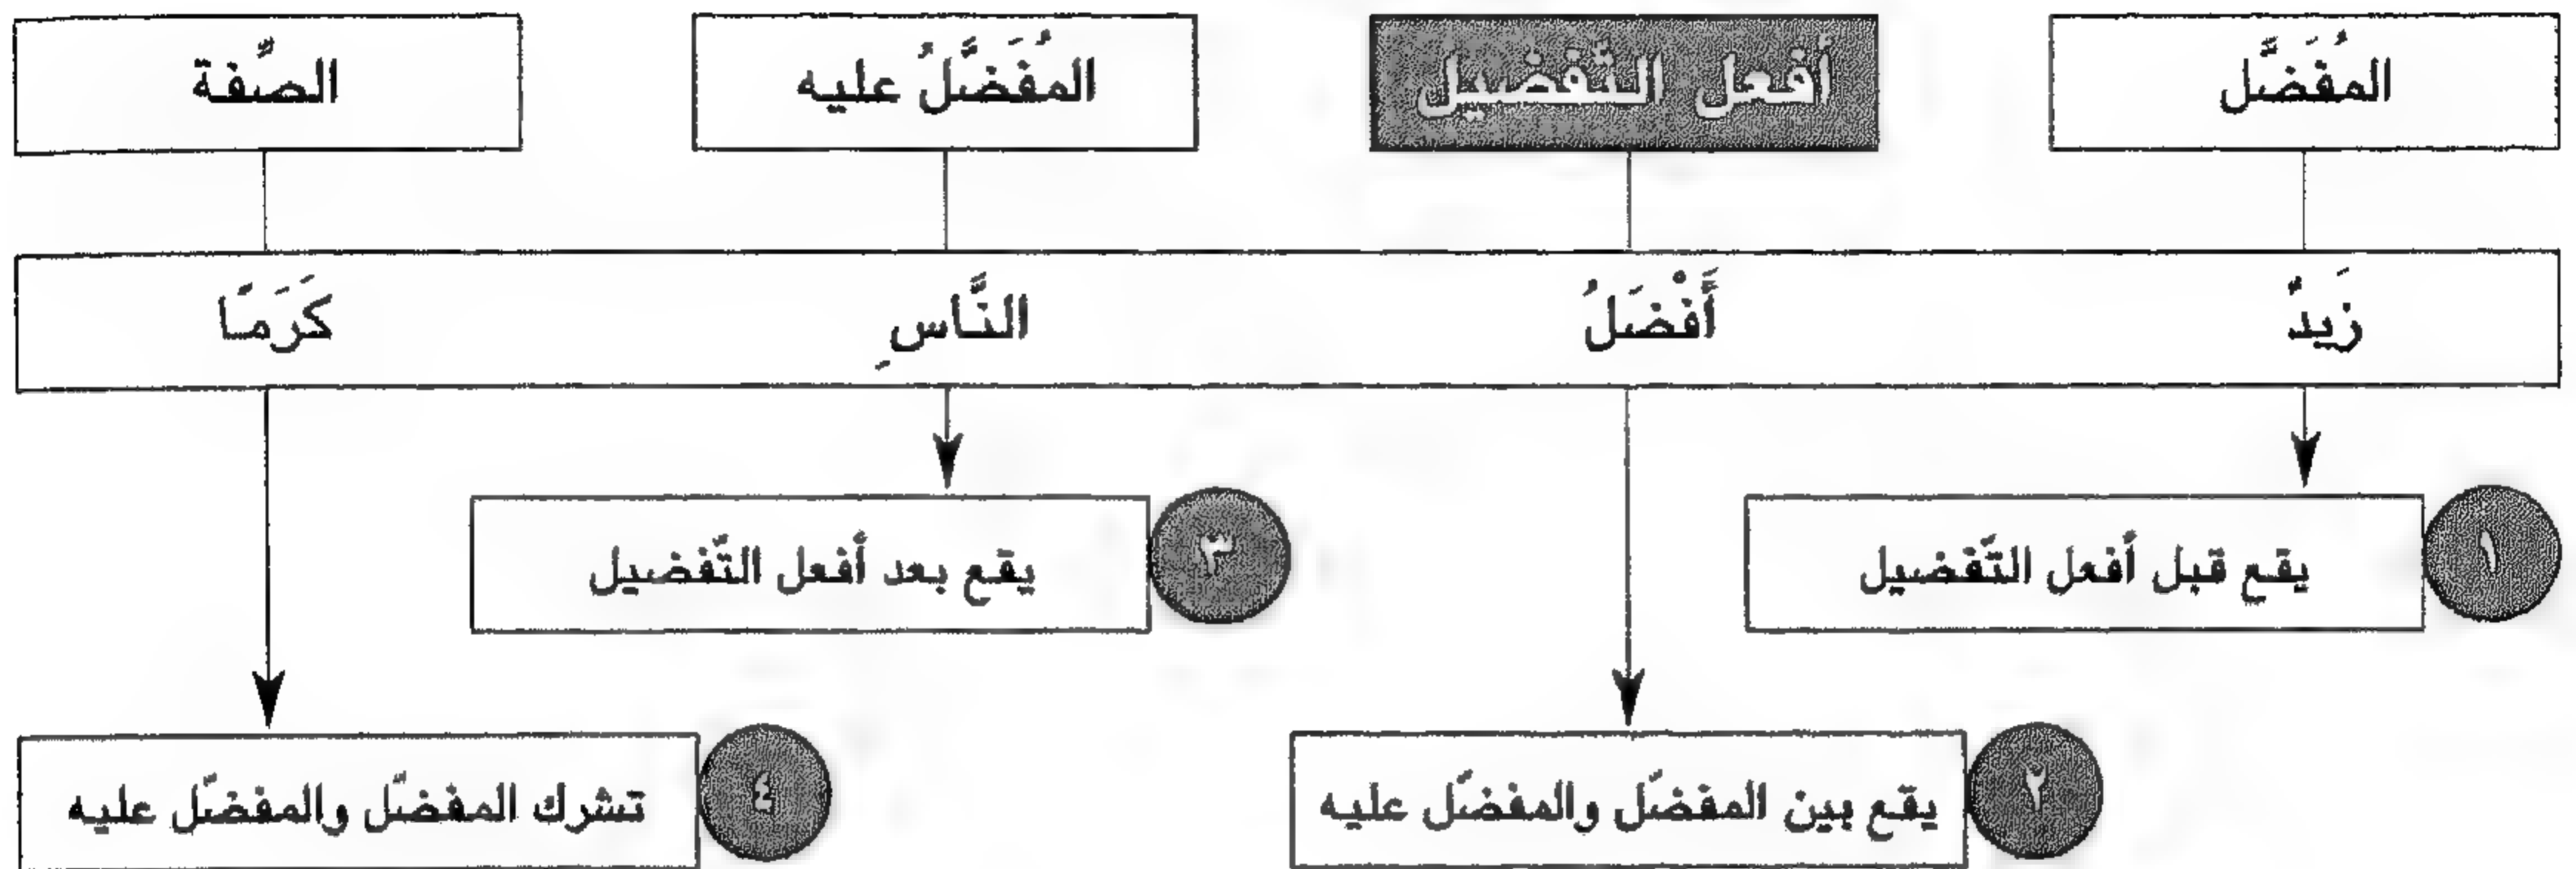 المُفَضَّل
أفعل التّفضيل
المُفَضَّلُ عليه
الصِّفة
زَيدٌ أَفْضَلُ النَّاسِ كَرَمًا
١
يقع قبل أفعل التّفضيل
٣
يقع بعد أفعل التّفضيل
٢
يقع بين المفضّل والمفضّل عليه
٤
تشرك المفضّل والمفضّل عليه